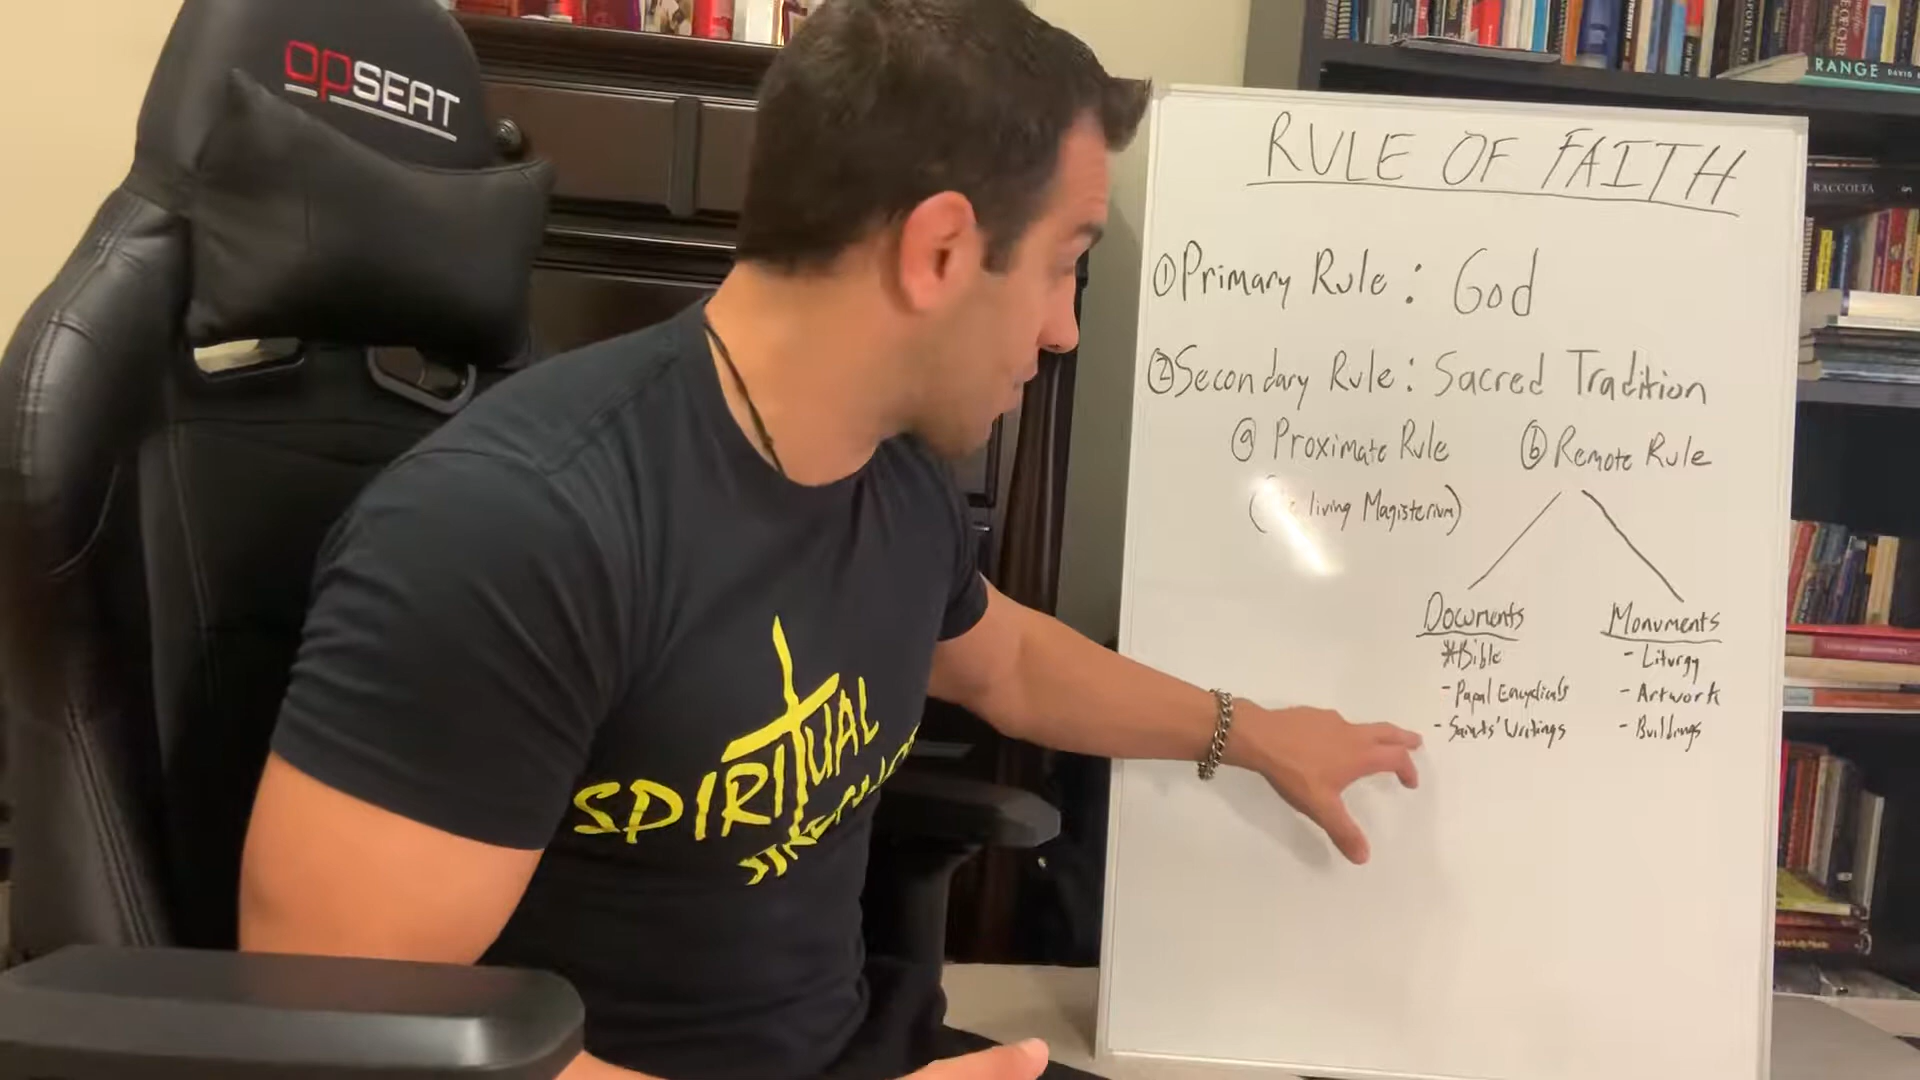 OPSEAT
RULE OF FAITH
① Primary Rule: God
② Secondary Rule: Sacred Tradition
ⓐ Proximate Rule
ⓑ Remote Rule
living Magisterium)
Documents
*Bible
- Papal Encyclicals
- Saints' Writings
Monuments
- Liturgy
- Artwork
- Buildings
SPIRITUAL
RANGE
DAVID
RACCOLTA